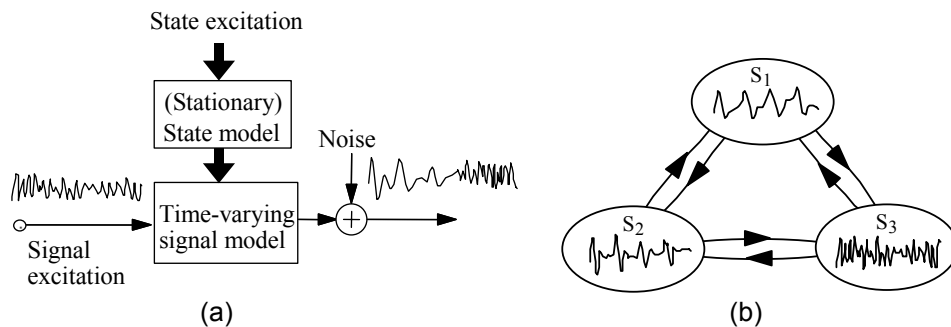 State excitation
(Stationary)
State model
Noise
Time-varying
signal model
+
Signal
excitation
(a)
S1
S2
S3
(b)